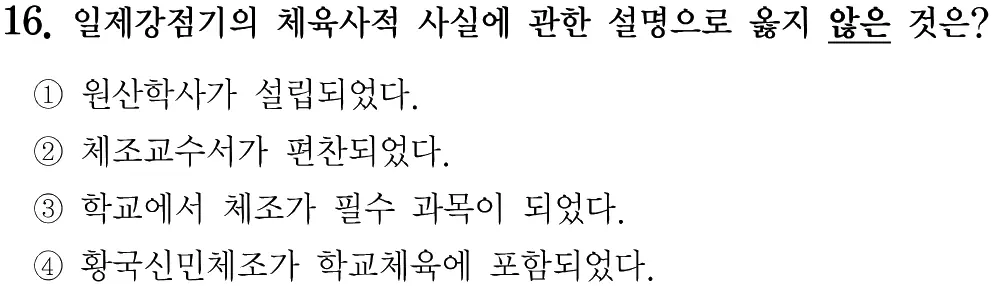 16. 일제강점기의 체육사적 사실에 관한 설명으로 옳지 않은 것은?
① 원산학사가 설립되었다.
② 체조교수서가 편찬되었다.
③ 학교에서 체조가 필수 과목이 되었다.
④ 황국신민체조가 학교체육에 포함되었다.